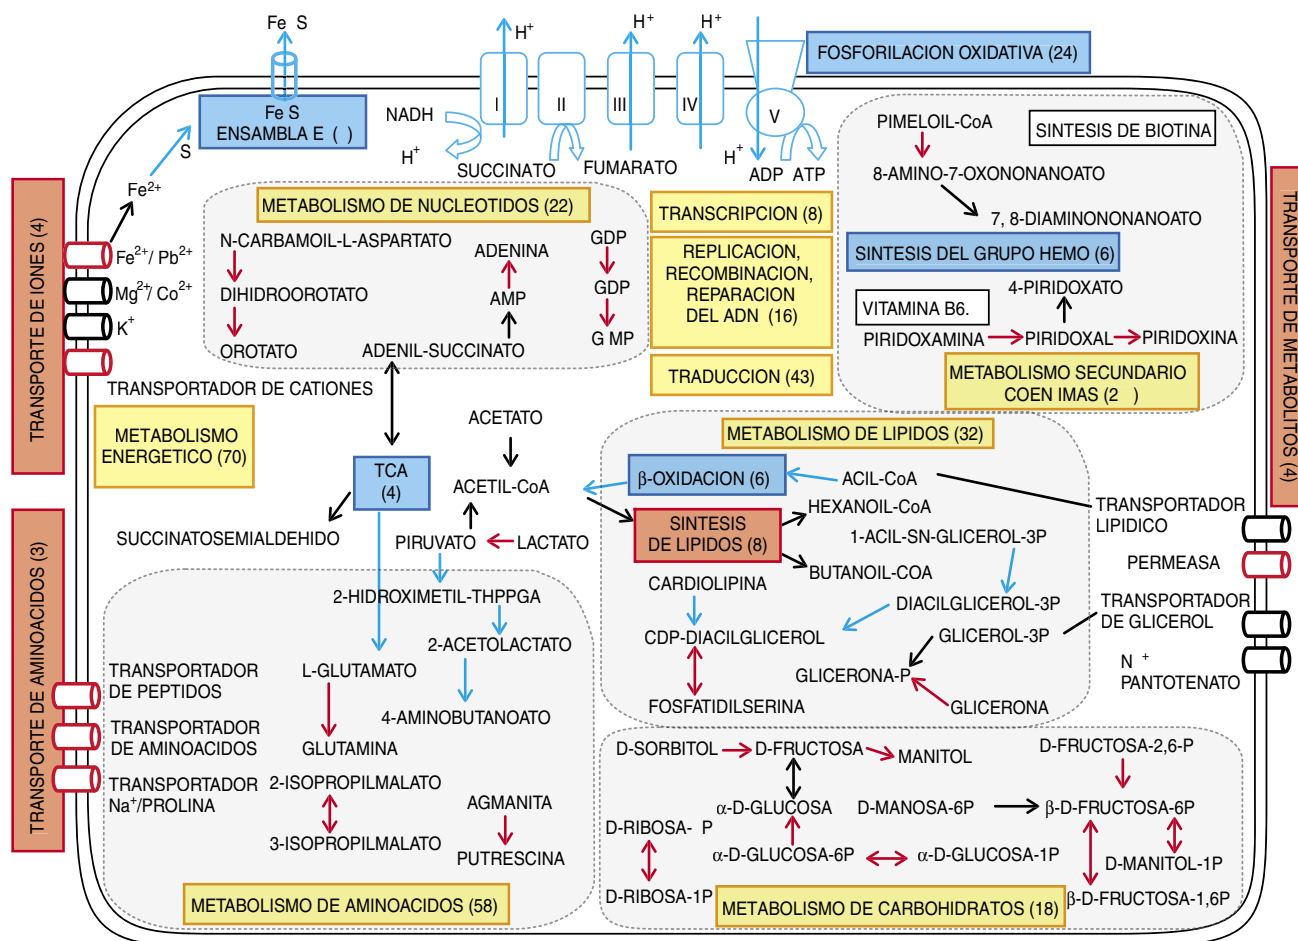 Fe S
H+
H+
H+
FOSFORILACION OXIDATIVA (24)
Fe S
ENSAMBLA E ( )
S
Fe2+
NADH
H+
I
II
III
IV
V
SUCCINATO
FUMARATO
H+
ADP
ATP
PIMELOIL-CoA
SINTESIS DE BIOTINA
8-AMINO-7-OXONONANOATO
7, 8-DIAMINONONANOATO
SINTESIS DEL GRUPO HEMO (6)
4-PIRIDOXATO
VITAMINA B6.
PIRIDOXAMINA
PIRIDOXAL
PIRIDOXINA
METABOLISMO SECUNDARIO
COEN IMAS (2 )
TRANSPORTE DE IONES (4)
Fe2+/ Pb2+
Mg2+/ Co2+
K+
TRANSPORTADOR DE CATIONES
METABOLISMO DE NUCLEOTIDOS (22)
N-CARBAMOIL-L-ASPARTATO
DIHIDROOROTATO
OROTATO
ADENINA
AMP
ADENIL-SUCCINATO
GDP
GDP
G MP
TRANSCRIPCION (8)
REPLICACION,
RECOMBINACION,
REPARACION
DEL ADN (16)
TRADUCCION (43)
TRANSPORTE DE METABOLITOS (4)
METABOLISMO
ENERGETICO (70)
TCA
(4)
ACETATO
ACETIL-CoA
SUCCINATOSEMIALDEHIDO
PIRUVATO
LACTATO
METABOLISMO DE LIPIDOS (32)
β-OXIDACION (6)
ACIL-CoA
HEXANOIL-CoA
SINTESIS
DE LIPIDOS (8)
1-ACIL-SN-GLICEROL-3P
BUTANOIL-COA
CARDIOLIPINA
DIACILGLICEROL-3P
CDP-DIACILGLICEROL
GLICEROL-3P
GLICERONA-P
FOSFATIDILSERINA
GLICERONA
TRANSPORTADOR
LIPIDICO
PERMEASA
TRANSPORTADOR
DE GLICEROL
N +
PANTOTENATO
TRANSPORTE DE AMINOACIDOS (3)
TRANSPORTADOR
DE PEPTIDOS
TRANSPORTADOR
DE AMINOACIDOS
TRANSPORTADOR
Na+/PROLINA
2-HIDROXIMETIL-THPPGA
2-ACETOLACTATO
L-GLUTAMATO
4-AMINOBUTANOATO
GLUTAMINA
2-ISOPROPILMALATO
3-ISOPROPILMALATO
AGMANITA
PUTRESCINA
METABOLISMO DE AMINOACIDOS (58)
D-SORBITOL
D-FRUCTOSA
MANITOL
D-FRUCTOSA-2,6-P
α-D-GLUCOSA
D-MANOSA-6P
β-D-FRUCTOSA-6P
D-RIBOSA- P
α-D-GLUCOSA-6P
α-D-GLUCOSA-1P
D-MANITOL-1P
D-RIBOSA-1P
β-D-FRUCTOSA-1,6P
METABOLISMO DE CARBOHIDRATOS (18)